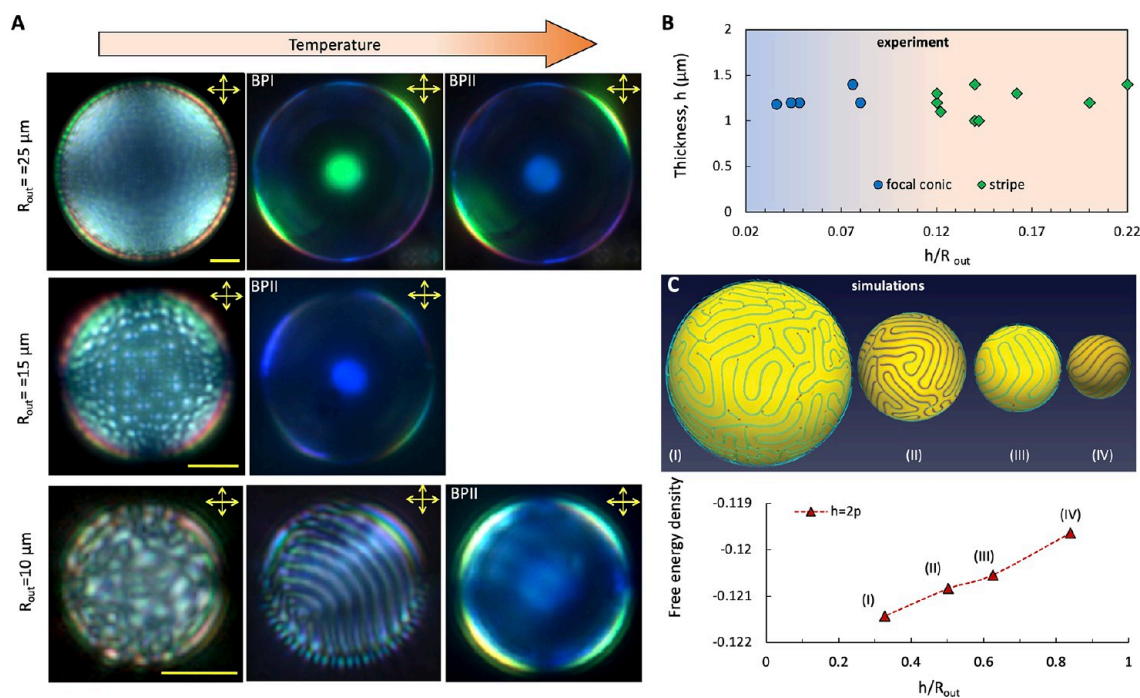 A
Temperature
R_out==25 μm
BPI
BPII
R_out==15 μm
BPII
R_out=10 μm
BPII
B
Thickness, h (μm)
experiment
2
1.5
1
0.5
0
focal conic
stripe
0.02
0.07
0.12
0.17
0.22
h/R_out
C
simulations
(I)
(II)
(III)
(IV)
Free energy density
-0.119
-0.12
-0.121
-0.122
h=2p
(I)
(II)
(III)
(IV)
0
0.2
0.4
0.6
0.8
1
h/R_out